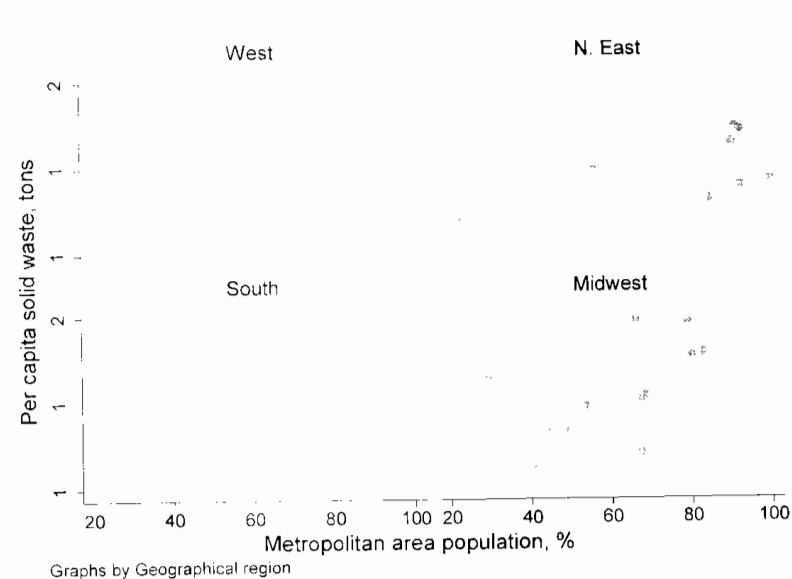 West N. East
2
1
1
South Midwest
2
1
1
Per capita solid waste, tons
20 40 60 80 100 20 40 60 80 100
Metropolitan area population, %
Graphs by Geographical region